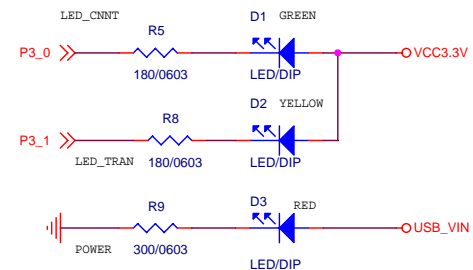 LED_CNNT
R5
D1 GREEN
P3_0
VCC3.3V
180/0603
LED/DIP
R8
D2 YELLOW
P3_1
LED_TRAN
180/0603
LED/DIP
R9
D3
RED
USB_VIN
POWER
300/0603
LED/DIP